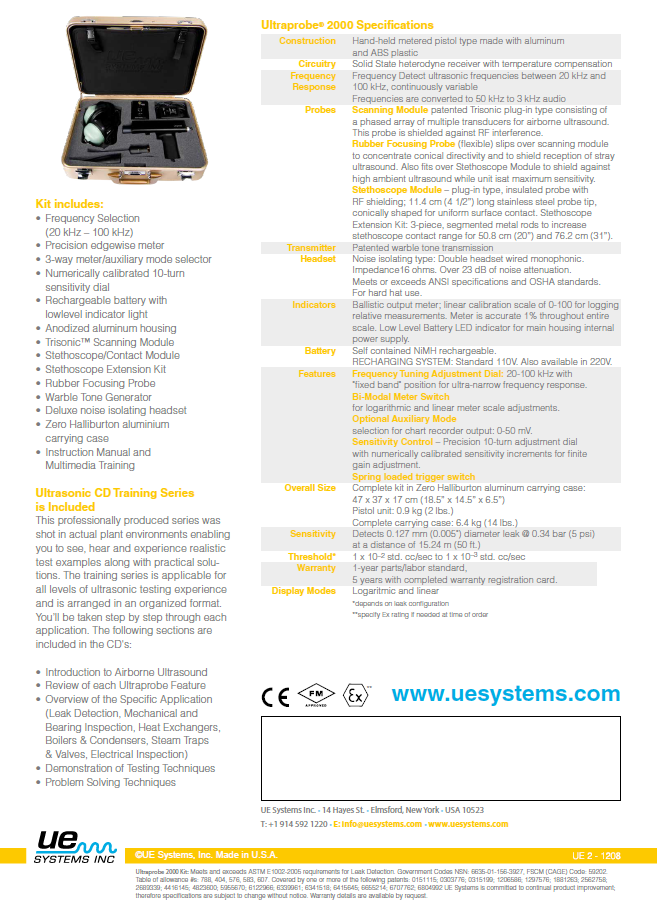 Kit includes:
• Frequency Selection
(20 kHz – 100 kHz)
• Precision edgewise meter
• 3-way meter/auxiliary mode selector
• Numerically calibrated 10-turn
sensitivity dial
• Rechargeable battery with
lowlevel indicator light
• Anodized aluminum housing
• Trisonic™ Scanning Module
• Stethoscope/Contact Module
• Stethoscope Extension Kit
• Rubber Focusing Probe
• Warble Tone Generator
• Deluxe noise isolating headset
• Zero Halliburton aluminium
carrying case
• Instruction Manual and
Multimedia Training
Ultrasonic CD Training Series
is Included
This professionally produced series was
shot in actual plant environments enabling
you to see, hear and experience realistic
test examples along with practical solu-
tions. The training series is applicable for
all levels of ultrasonic testing experience
and is arranged in an organized format.
You'll be taken step by step through each
application. The following sections are
included in the CD's:
• Introduction to Airborne Ultrasound
• Review of each Ultraprobe Feature
• Overview of the Specific Application
(Leak Detection, Mechanical and
Bearing Inspection, Heat Exchangers,
Boilers & Condensers, Steam Traps
& Valves, Electrical Inspection)
• Demonstration of Testing Techniques
• Problem Solving Techniques
Ultraprobe® 2000 Specifications
Construction Hand-held metered pistol type made with aluminum
and ABS plastic
Circuitry Solid State heterodyne receiver with temperature compensation
Frequency Frequency Detect ultrasonic frequencies between 20 kHz and
Response 100 kHz, continuously variable
Frequencies are converted to 50 kHz to 3 kHz audio
Probes Scanning Module patented Trisonic plug-in type consisting of
a phased array of multiple transducers for airborne ultrasound.
This probe is shielded against RF interference.
Rubber Focusing Probe (flexible) slips over scanning module
to concentrate conical directivity and to shield reception of stray
ultrasound. Also fits over Stethoscope Module to shield against
high ambient ultrasound while unit isat maximum sensitivity.
Stethoscope Module – plug-in type, insulated probe with
RF shielding; 11.4 cm (4 1/2") long stainless steel probe tip,
conically shaped for uniform surface contact. Stethoscope
Extension Kit: 3-piece, segmented metal rods to increase
stethoscope contact range for 50.8 cm (20") and 76.2 cm (31").
Transmitter Patented warble tone transmission
Headset Noise isolating type: Double headset wired monophonic.
Impedance16 ohms. Over 23 dB of noise attenuation.
Meets or exceeds ANSI specifications and OSHA standards.
For hard hat use.
Indicators Ballistic output meter; linear calibration scale of 0-100 for logging
relative measurements. Meter is accurate 1% throughout entire
scale. Low Level Battery LED indicator for main housing internal
power supply.
Battery Self contained NiMH rechargeable.
RECHARGING SYSTEM: Standard 110V. Also available in 220V.
Features Frequency Tuning Adjustment Dial: 20-100 kHz with
"fixed band" position for ultra-narrow frequency response.
Bi-Modal Meter Switch
for logarithmic and linear meter scale adjustments.
Optional Auxiliary Mode
selection for chart recorder output: 0-50 mV.
Sensitivity Control – Precision 10-turn adjustment dial
with numerically calibrated sensitivity increments for finite
gain adjustment.
Spring loaded trigger switch
Overall Size Complete kit in Zero Halliburton aluminum carrying case:
47 x 37 x 17 cm (18.5" x 14.5" x 6.5")
Pistol unit: 0.9 kg (2 lbs.)
Complete carrying case: 6.4 kg (14 lbs.)
Sensitivity Detects 0.127 mm (0.005") diameter leak @ 0.34 bar (5 psi)
at a distance of 15.24 m (50 ft.)
Threshold* 1 x 10⁻² std. cc/sec to 1 x 10⁻³ std. cc/sec
Warranty 1-year parts/labor standard,
5 years with completed warranty registration card.
Display Modes Logaritmic and linear
*depends on leak configuration
**specify Ex rating if needed at time of order
CE FM APPROVED Ex www.uesystems.com
UE Systems Inc. - 14 Hayes St. - Elmsford, New York - USA 10523
T: +1 914 592 1220 - E: info@uesystems.com - www.uesystems.com
ue SYSTEMS INC
©UE Systems, Inc. Made in U.S.A. UE 2 - 1208
Ultraprobe 2000 Kit: Meets and exceeds ASTM E1002-2005 requirements for Leak Detection. Government Codes NSN: 6635-01-156-3927, FSCM (CAGE) Code: 59202.
Table of allowance #s: 788, 404, 576, 583, 607. Covered by one or more of the following patents: 0151115; 0303776; 0315199; 1206586; 1297576; 1881263; 2562758;
2689339; 4416145; 4823600; 5955670; 6122966; 6339961; 6341518; 6415645; 6655214; 6707762; 6804992 UE Systems is committed to continual product improvement;
therefore specifications are subject to change without notice. Warranty details are available by request.